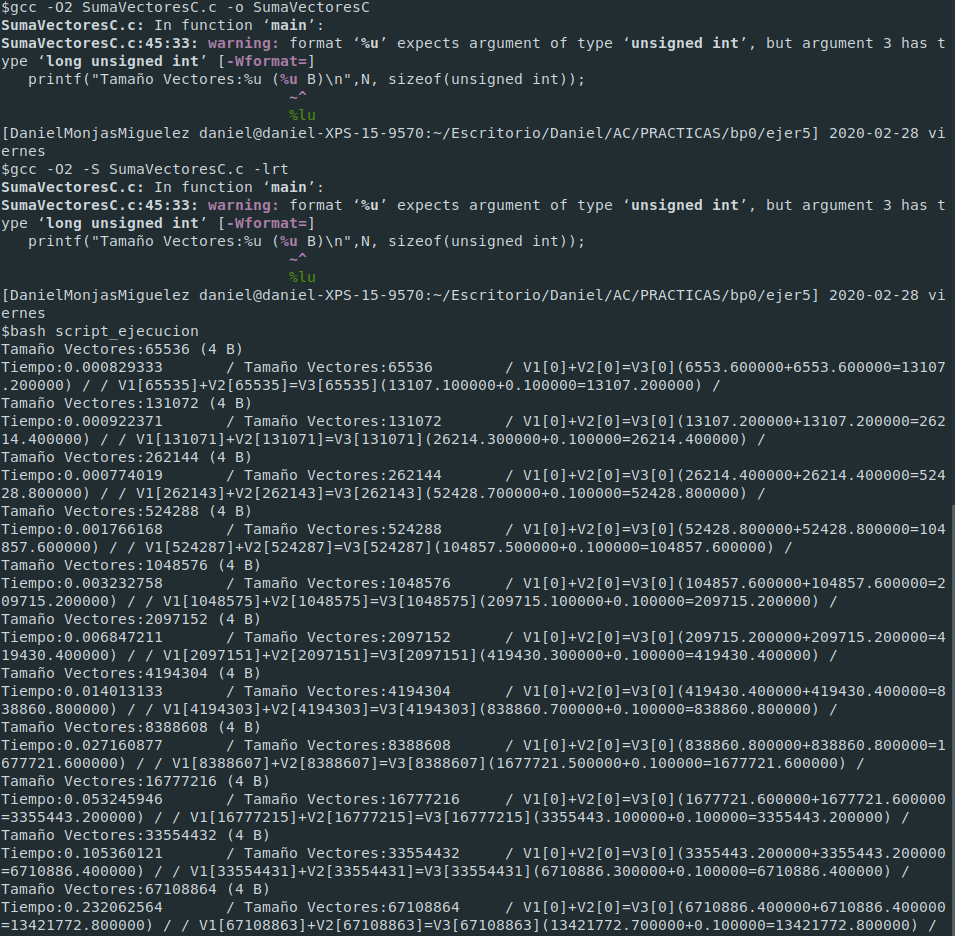 $gcc -O2 SumaVectoresC.c -o SumaVectoresC
SumaVectoresC.c: In function ‘main’:
SumaVectoresC.c:45:33: warning: format ‘%u’ expects argument of type ‘unsigned int’, but argument 3 has t
ype ‘long unsigned int’ [-Wformat=]
   printf("Tamaño Vectores:%u (%u B)\n",N, sizeof(unsigned int));
                                ~^
                                %lu
[DanielMonjasMiguelez daniel@daniel-XPS-15-9570:~/Escritorio/Daniel/AC/PRACTICAS/bp0/ejer5] 2020-02-28 vi
ernes
$gcc -O2 -S SumaVectoresC.c -lrt
SumaVectoresC.c: In function ‘main’:
SumaVectoresC.c:45:33: warning: format ‘%u’ expects argument of type ‘unsigned int’, but argument 3 has t
ype ‘long unsigned int’ [-Wformat=]
   printf("Tamaño Vectores:%u (%u B)\n",N, sizeof(unsigned int));
                                ~^
                                %lu
[DanielMonjasMiguelez daniel@daniel-XPS-15-9570:~/Escritorio/Daniel/AC/PRACTICAS/bp0/ejer5] 2020-02-28 vi
ernes
$bash script_ejecucion
Tamaño Vectores:65536 (4 B)
Tiempo:0.000829333       / Tamaño Vectores:65536        / V1[0]+V2[0]=V3[0](6553.600000+6553.600000=13107
.200000) / / V1[65535]+V2[65535]=V3[65535](13107.100000+0.100000=13107.200000) /
Tamaño Vectores:131072 (4 B)
Tiempo:0.000922371       / Tamaño Vectores:131072       / V1[0]+V2[0]=V3[0](13107.200000+13107.200000=262
14.400000) / / V1[131071]+V2[131071]=V3[131071](26214.300000+0.100000=26214.400000) /
Tamaño Vectores:262144 (4 B)
Tiempo:0.000774019       / Tamaño Vectores:262144       / V1[0]+V2[0]=V3[0](26214.400000+26214.400000=524
28.800000) / / V1[262143]+V2[262143]=V3[262143](52428.700000+0.100000=52428.800000) /
Tamaño Vectores:524288 (4 B)
Tiempo:0.001766168       / Tamaño Vectores:524288       / V1[0]+V2[0]=V3[0](52428.800000+52428.800000=104
857.600000) / / V1[524287]+V2[524287]=V3[524287](104857.500000+0.100000=104857.600000) /
Tamaño Vectores:1048576 (4 B)
Tiempo:0.003232758       / Tamaño Vectores:1048576      / V1[0]+V2[0]=V3[0](104857.600000+104857.600000=2
09715.200000) / / V1[1048575]+V2[1048575]=V3[1048575](209715.100000+0.100000=209715.200000) /
Tamaño Vectores:2097152 (4 B)
Tiempo:0.006847211       / Tamaño Vectores:2097152      / V1[0]+V2[0]=V3[0](209715.200000+209715.200000=4
19430.400000) / / V1[2097151]+V2[2097151]=V3[2097151](419430.300000+0.100000=419430.400000) /
Tamaño Vectores:4194304 (4 B)
Tiempo:0.014013133       / Tamaño Vectores:4194304      / V1[0]+V2[0]=V3[0](419430.400000+419430.400000=8
38860.800000) / / V1[4194303]+V2[4194303]=V3[4194303](838860.700000+0.100000=838860.800000) /
Tamaño Vectores:8388608 (4 B)
Tiempo:0.027160877       / Tamaño Vectores:8388608      / V1[0]+V2[0]=V3[0](838860.800000+838860.800000=1
677721.600000) / / V1[8388607]+V2[8388607]=V3[8388607](1677721.500000+0.100000=1677721.600000) /
Tamaño Vectores:16777216 (4 B)
Tiempo:0.053245946       / Tamaño Vectores:16777216     / V1[0]+V2[0]=V3[0](1677721.600000+1677721.600000
=3355443.200000) / / V1[16777215]+V2[16777215]=V3[16777215](3355443.100000+0.100000=3355443.200000) /
Tamaño Vectores:33554432 (4 B)
Tiempo:0.105360121       / Tamaño Vectores:33554432     / V1[0]+V2[0]=V3[0](3355443.200000+3355443.200000
=6710886.400000) / / V1[33554431]+V2[33554431]=V3[33554431](6710886.300000+0.100000=6710886.400000) /
Tamaño Vectores:67108864 (4 B)
Tiempo:0.232062564       / Tamaño Vectores:67108864     / V1[0]+V2[0]=V3[0](6710886.400000+6710886.400000
=13421772.800000) / / V1[67108863]+V2[67108863]=V3[67108863](13421772.700000+0.100000=13421772.800000) /